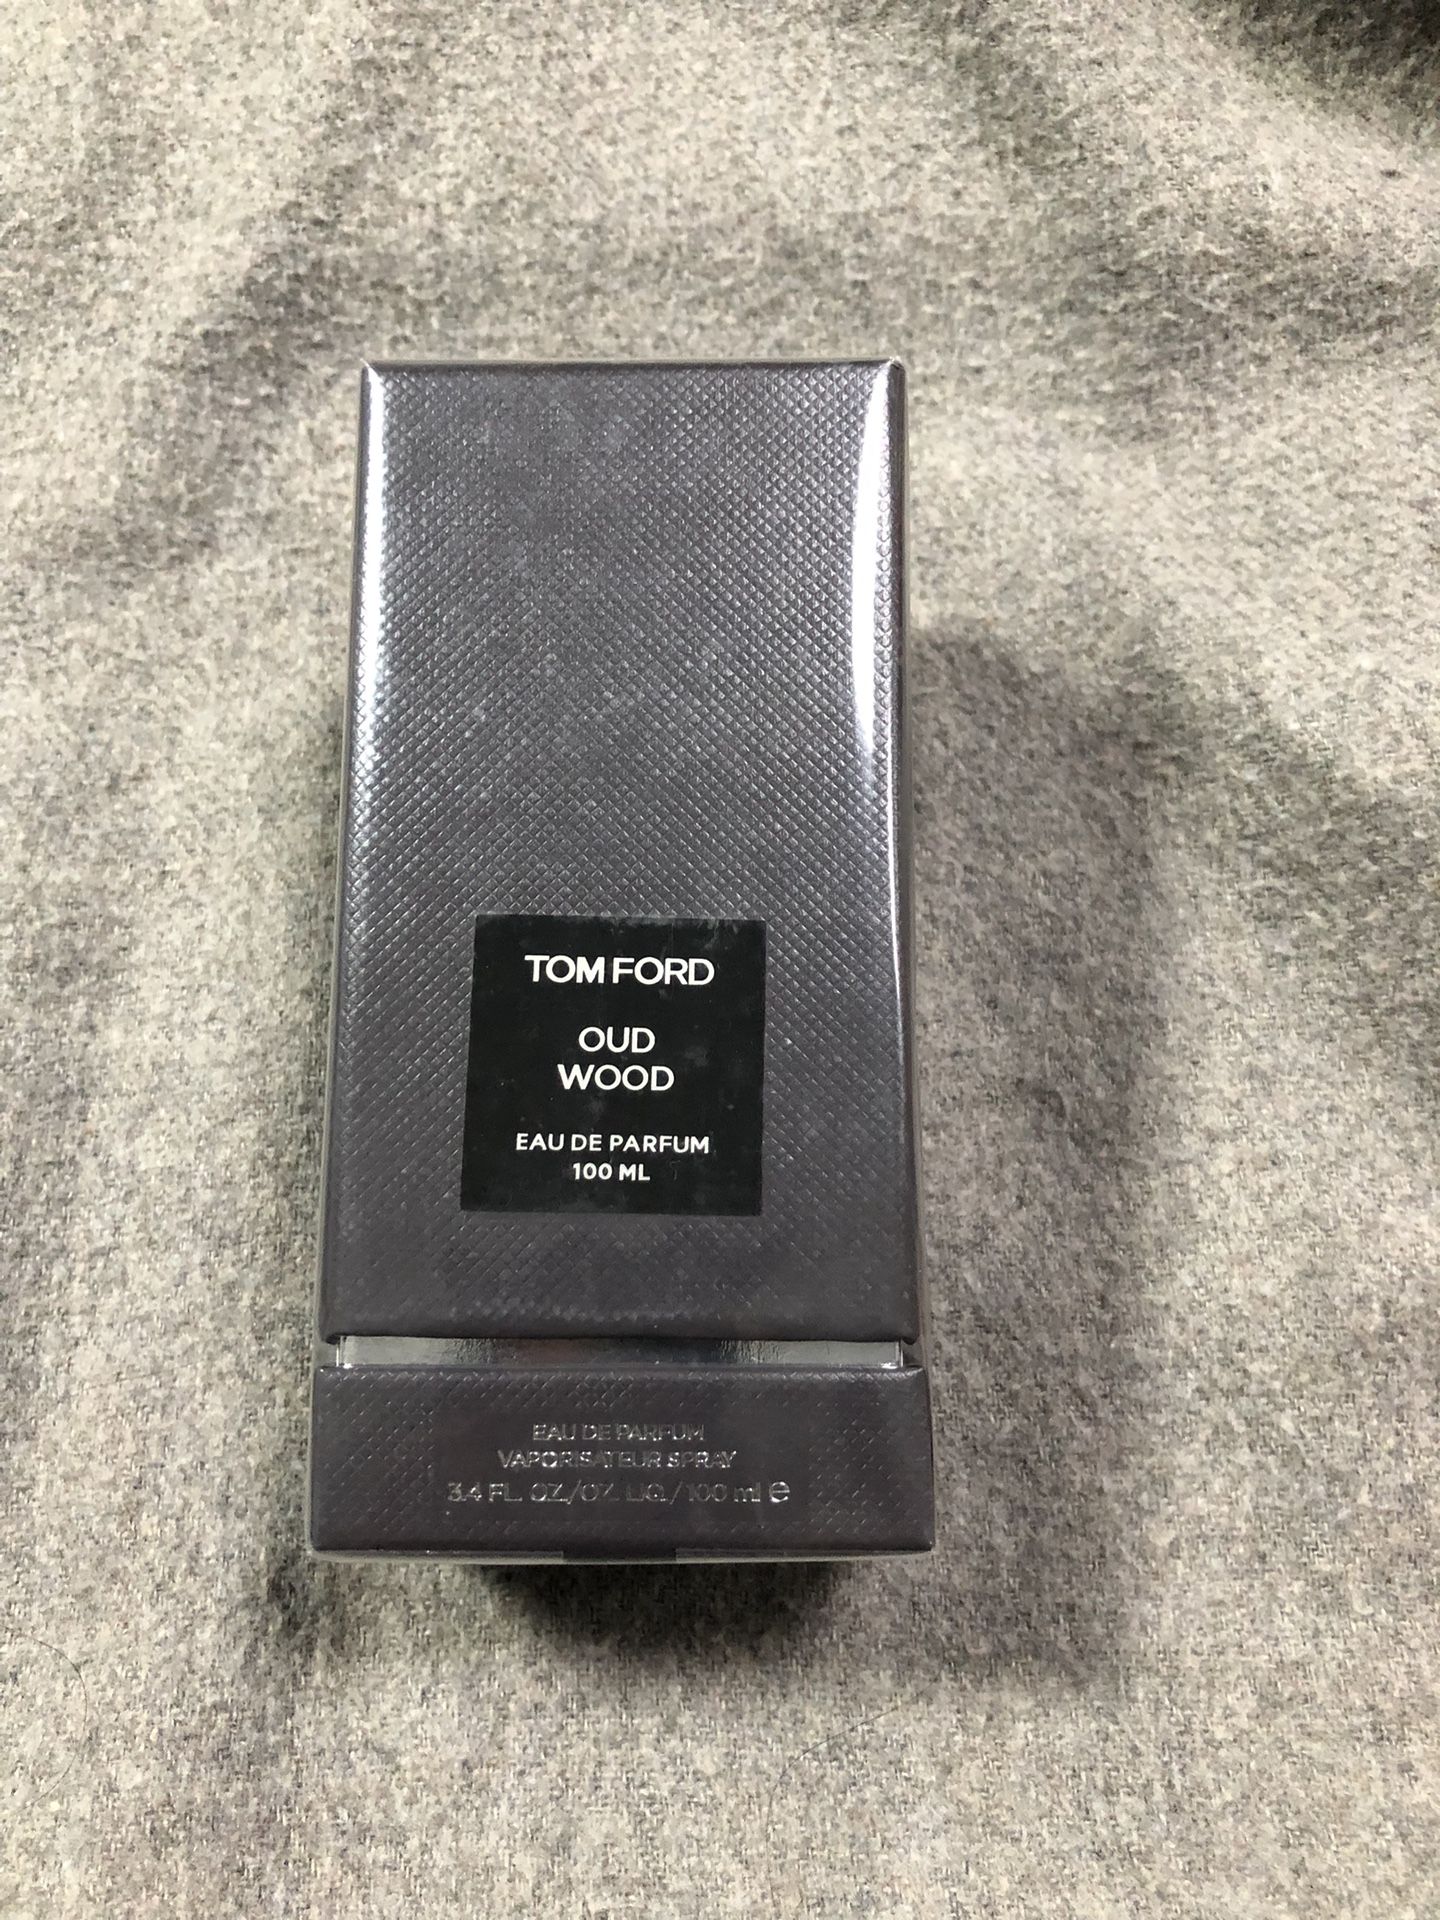 TOM FORD
OUD
WOOD
EAU DE PARFUM
100 ML
EAU DE PARFUM
VAPORISATEUR SPRAY
3.4 FL. OZ./OZ. LIQ./100 ml e